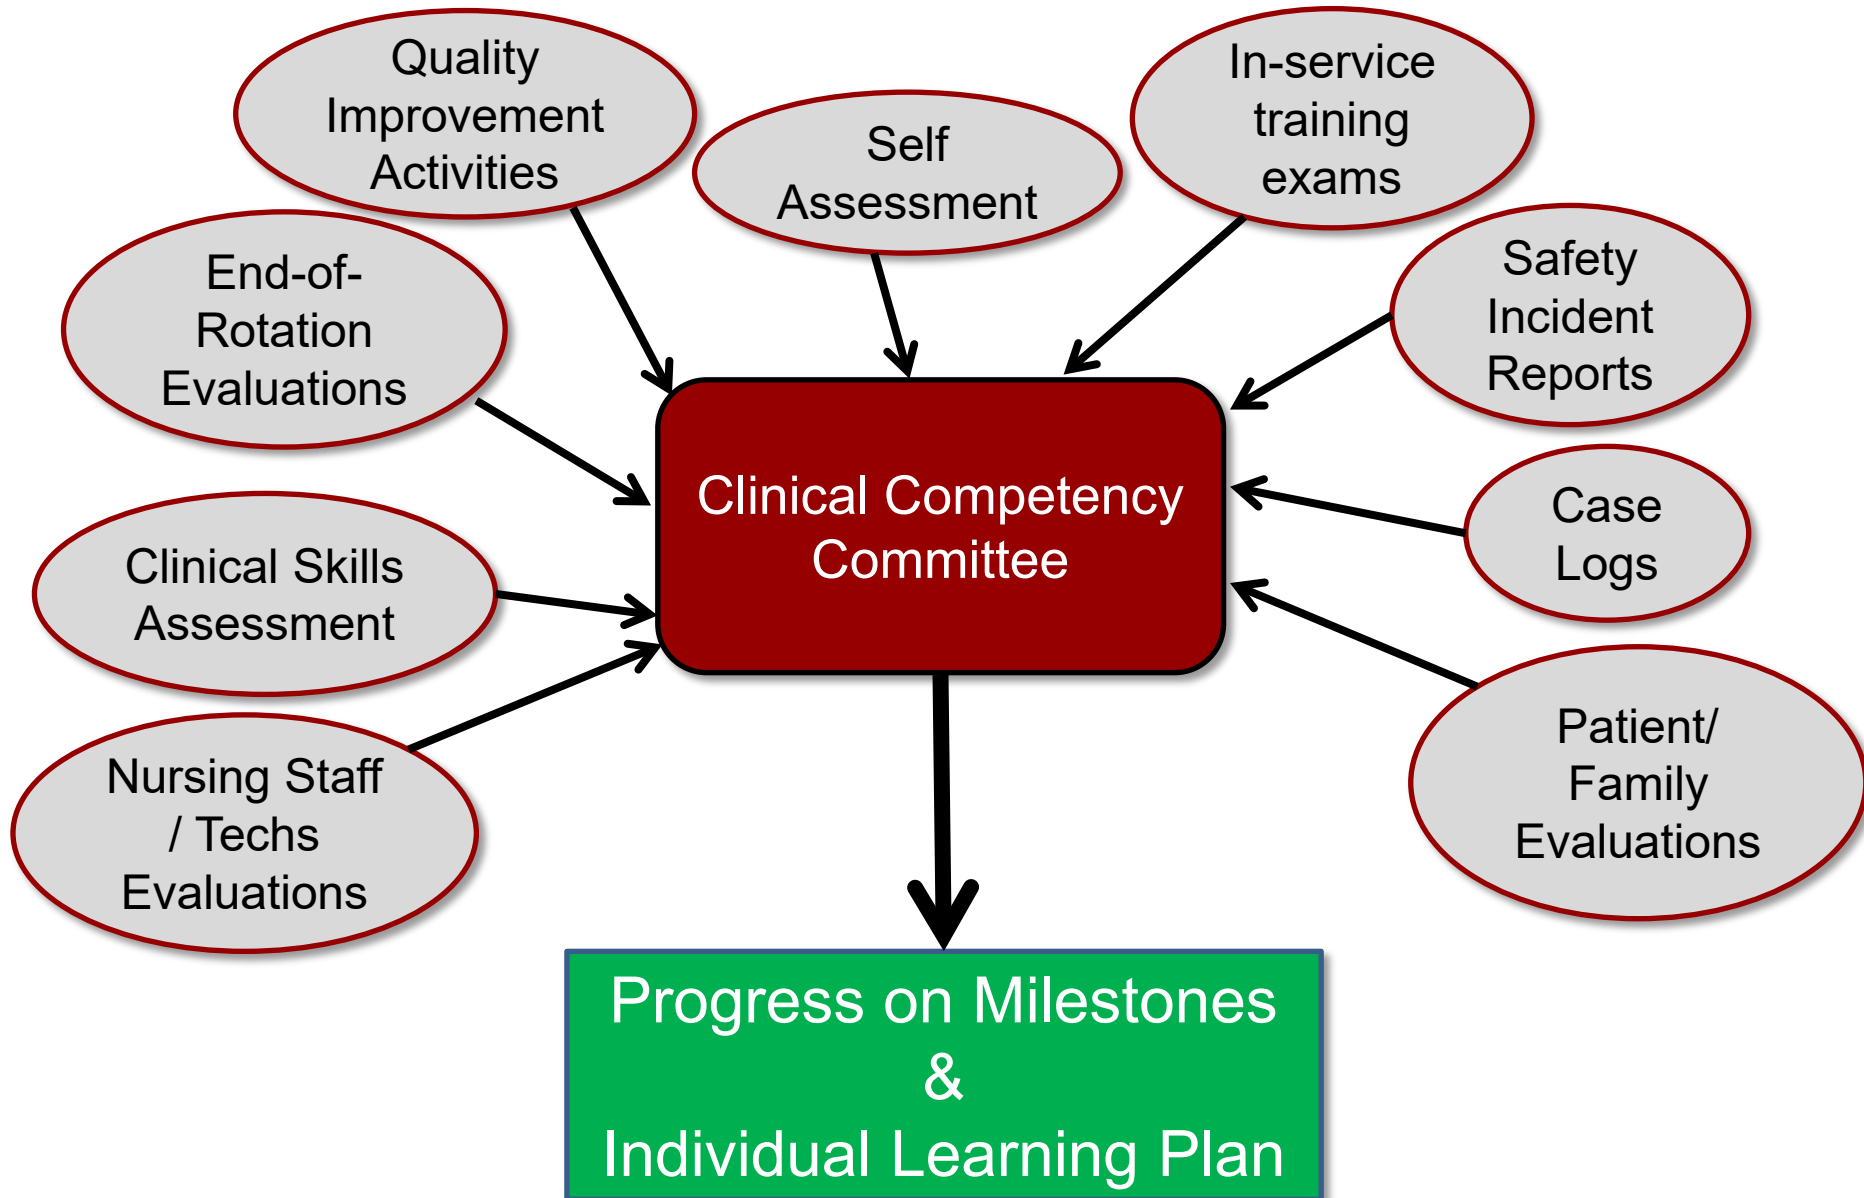 Quality
Improvement
Activities
Self
Assessment
In-service
training
exams
End-of-
Rotation
Evaluations
Safety
Incident
Reports
Clinical Competency
Committee
Case
Logs
Clinical Skills
Assessment
Nursing Staff
/ Techs
Evaluations
Patient/
Family
Evaluations
Progress on Milestones
&
Individual Learning Plan